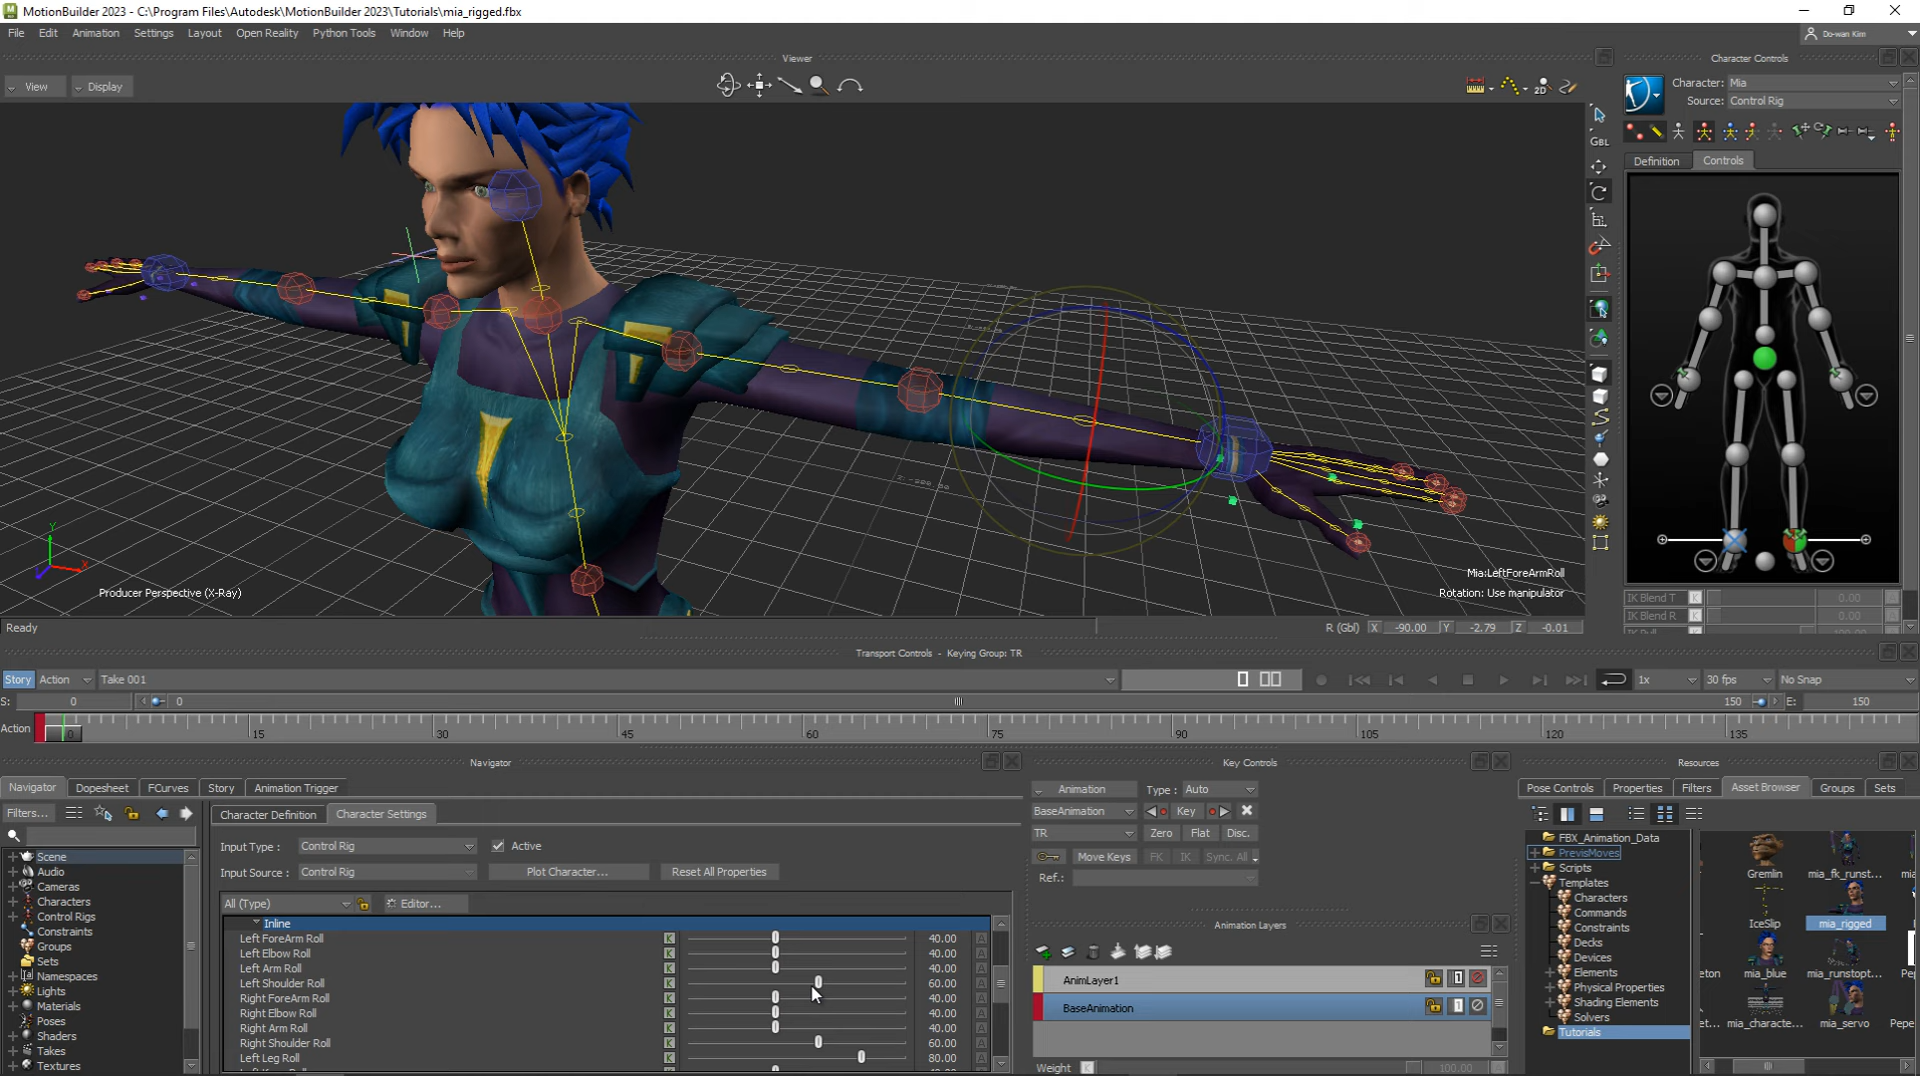 MotionBuilder 2023 - C:\Program Files\Autodesk\MotionBuilder 2023\Tutorials\mia_rigged.fbx
File Edit Animation Settings Layout Open Reality Python Tools Window Help
Do-wan Kim
Viewer
View Display
2D
Character Controls
Character: Mia
Source: Control Rig
GBL
Definition Controls
Mia:LeftForeArmRoll
Producer Perspective (X-Ray)
Rotation: Use manipulator
IK Blend T K 0.00 A
IK Blend R K 0.00 A
Ready
R (Gbl) X -90.00 Y -2.79 Z -0.01
Transport Controls - Keying Group: TR
Story Action Take 001
1x 30 fps No Snap
S: 0 0 150 E: 150
Action 0 15 30 45 60 75 90 105 120 135
Navigator
Navigator Dopesheet FCurves Story Animation Trigger
Filters...
Scene
Audio
Cameras
Characters
Control Rigs
Constraints
Groups
Sets
Namespaces
Lights
Materials
Poses
Shaders
Takes
Textures
Character Definition Character Settings
Input Type : Control Rig Active
Input Source : Control Rig Plot Character... Reset All Properties
All (Type) Editor...
Inline
Left ForeArm Roll K 40.00 A
Left Elbow Roll K 40.00 A
Left Arm Roll K 40.00 A
Left Shoulder Roll K 60.00 A
Right ForeArm Roll K 40.00 A
Right Elbow Roll K 40.00 A
Right Arm Roll K 40.00 A
Right Shoulder Roll K 60.00 A
Left Leg Roll K 80.00 A
Key Controls
Animation Type : Auto
BaseAnimation Key
TR Zero Flat Disc.
Move Keys FK IK Sync. All
Ref.:
Animation Layers
AnimLayer1 1
BaseAnimation 1
Weight K 100.00 A
Resources
Pose Controls Properties Filters Asset Browser Groups Sets
FBX_Animation_Data
PrevisMoves
Scripts
Templates
Characters
Commands
Constraints
Decks
Devices
Elements
Physical Properties
Shading Elements
Solvers
Tutorials
Gremlin mia_fk_runst...
IceSlip mia_rigged
mia_blue mia_runstopt...
mia_characte... mia_servo